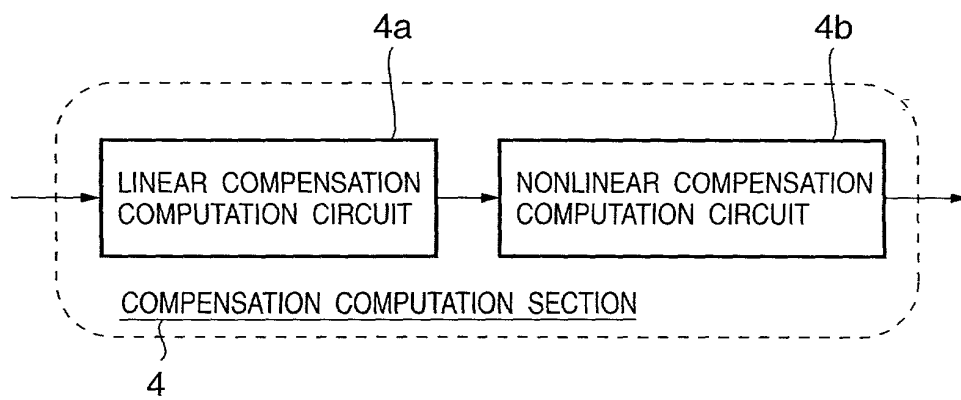 4a
4b
LINEAR COMPENSATION
COMPUTATION CIRCUIT
NONLINEAR COMPENSATION
COMPUTATION CIRCUIT
COMPENSATION COMPUTATION SECTION
4